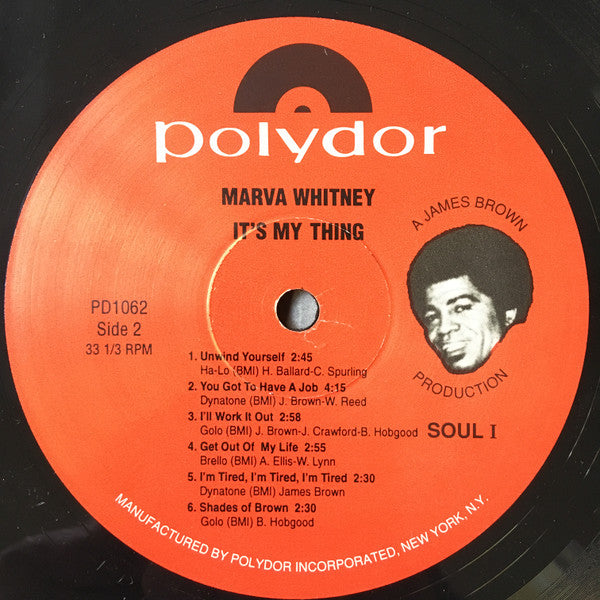 polydor
MARVA WHITNEY
IT'S MY THING
A JAMES BROWN
PRODUCTION
PD1062
Side 2
33 1/3 RPM
SOUL I
1. Unwind Yourself 2:45
Ha-Lo (BMI) H. Ballard-C. Spurling
2. You Got To Have A Job 4:15
Dynatone (BMI) J. Brown-W. Reed
3. I'll Work It Out 2:58
Golo (BMI) J. Brown-J. Crawford-B. Hobgood
4. Get Out Of My Life 2:55
Brello (BMI) A. Ellis-W. Lynn
5. I'm Tired, I'm Tired, I'm Tired 2:30
Dynatone (BMI) James Brown
6. Shades of Brown 2:30
Golo (BMI) B. Hobgood
MANUFACTURED BY POLYDOR INCORPORATED, NEW YORK, N.Y.